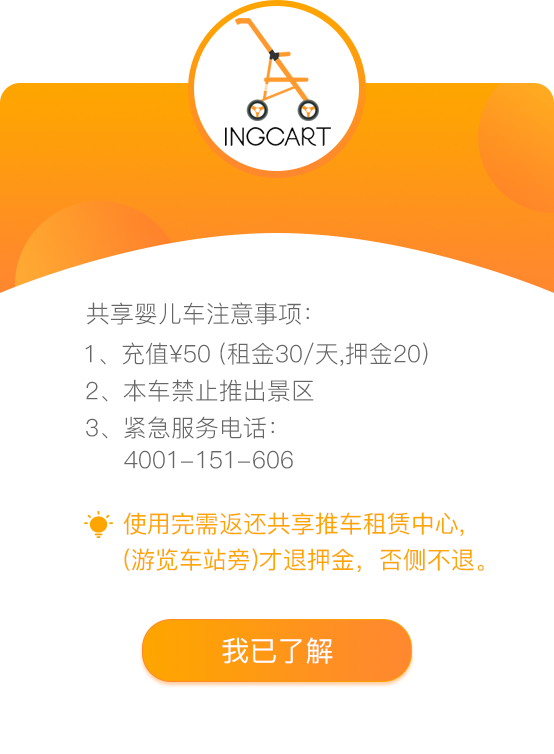 INGCART
共享婴儿车注意事项：
1、充值¥50 (租金30/天,押金20)
2、本车禁止推出景区
3、紧急服务电话：
4001-151-606
使用完需返还共享推车租赁中心,
(游览车站旁)才退押金，否侧不退。
我已了解